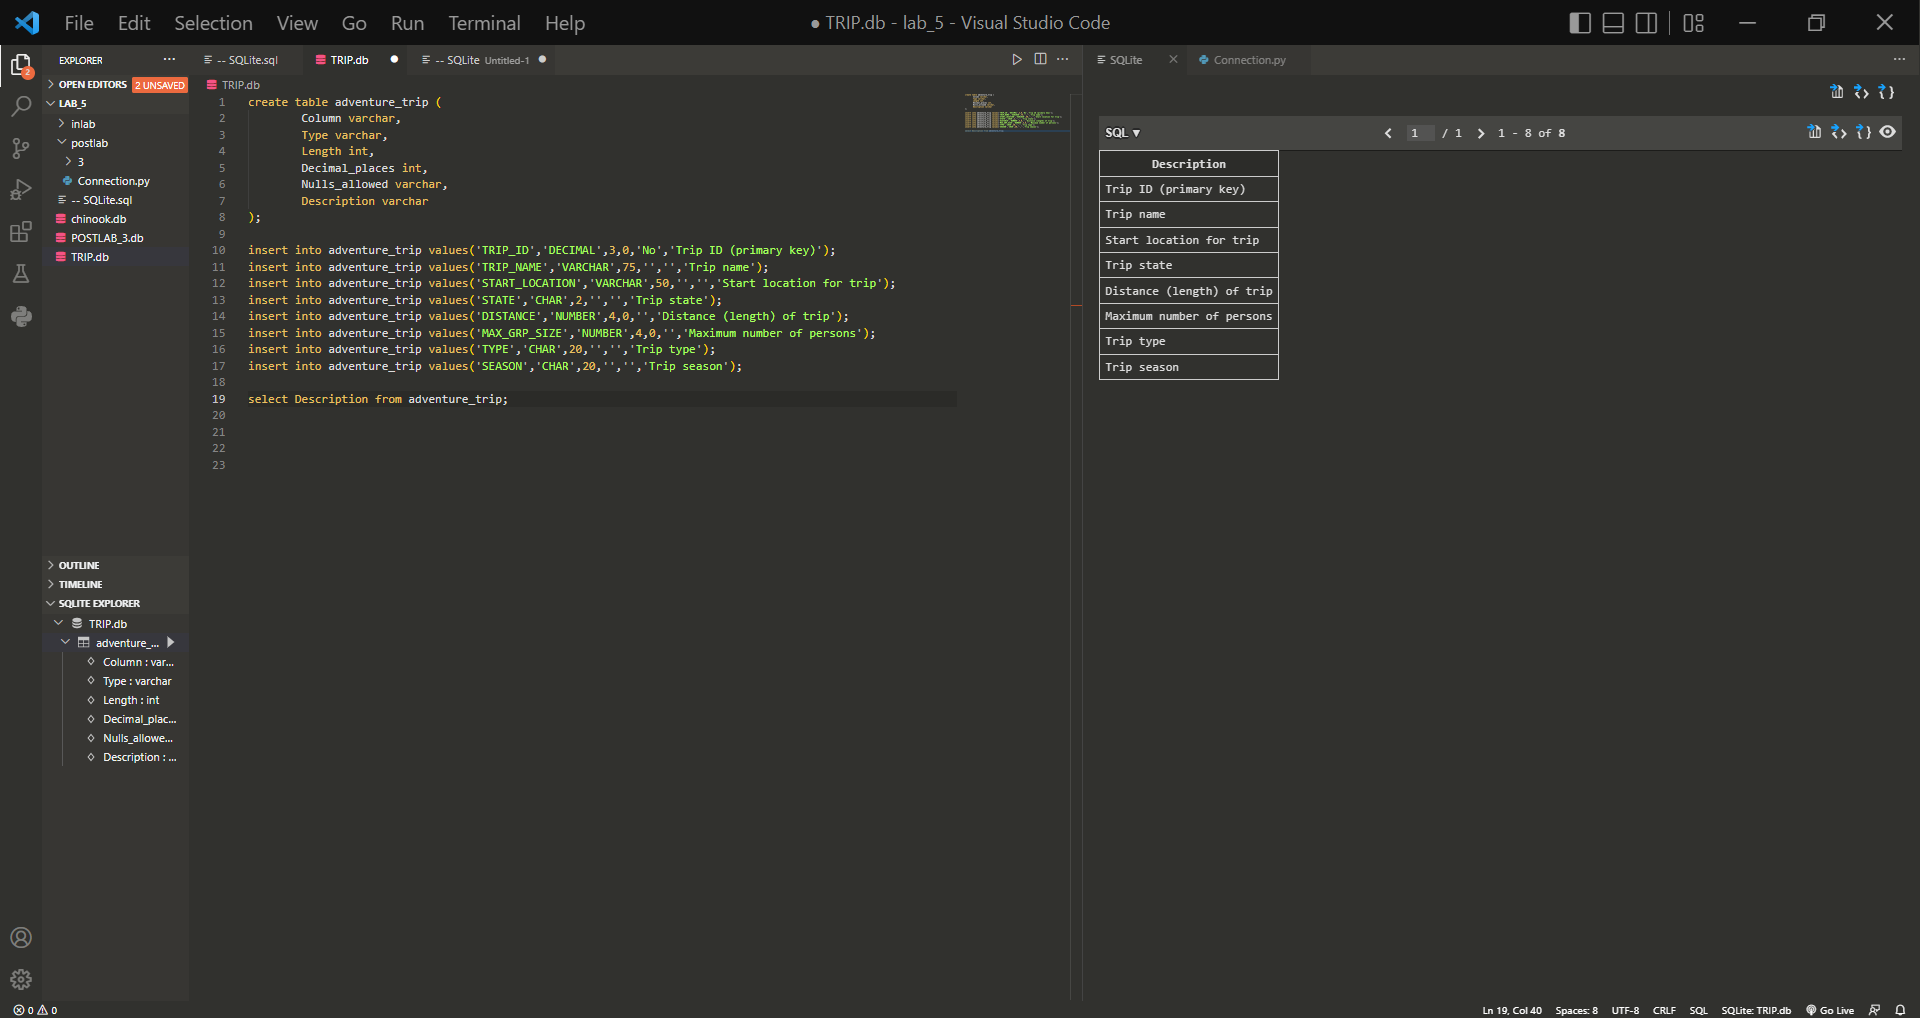 File Edit Selection View Go Run Terminal Help
● TRIP.db - lab_5 - Visual Studio Code
EXPLORER
2
OPEN EDITORS 2 UNSAVED
LAB_5
inlab
postlab
3
Connection.py
-- SQLite.sql
chinook.db
POSTLAB_3.db
TRIP.db
OUTLINE
TIMELINE
SQLITE EXPLORER
TRIP.db
adventure_...
Column : var...
Type : varchar
Length : int
Decimal_plac...
Nulls_allowe...
Description : ...
-- SQLite.sql TRIP.db -- SQLite Untitled-1
TRIP.db
1 create table adventure_trip (
2 Column varchar,
3 Type varchar,
4 Length int,
5 Decimal_places int,
6 Nulls_allowed varchar,
7 Description varchar
8 );
9
10 insert into adventure_trip values('TRIP_ID','DECIMAL',3,0,'No','Trip ID (primary key)');
11 insert into adventure_trip values('TRIP_NAME','VARCHAR',75,'','','Trip name');
12 insert into adventure_trip values('START_LOCATION','VARCHAR',50,'','','Start location for trip');
13 insert into adventure_trip values('STATE','CHAR',2,'','','Trip state');
14 insert into adventure_trip values('DISTANCE','NUMBER',4,0,'','Distance (length) of trip');
15 insert into adventure_trip values('MAX_GRP_SIZE','NUMBER',4,0,'','Maximum number of persons');
16 insert into adventure_trip values('TYPE','CHAR',20,'','','Trip type');
17 insert into adventure_trip values('SEASON','CHAR',20,'','','Trip season');
18
19 select Description from adventure_trip;
20
21
22
23
SQLite Connection.py
SQL ▼ 1 / 1 1 - 8 of 8
Description
Trip ID (primary key)
Trip name
Start location for trip
Trip state
Distance (length) of trip
Maximum number of persons
Trip type
Trip season
0 0 Ln 19, Col 40 Spaces: 8 UTF-8 CRLF SQL SQLite: TRIP.db Go Live